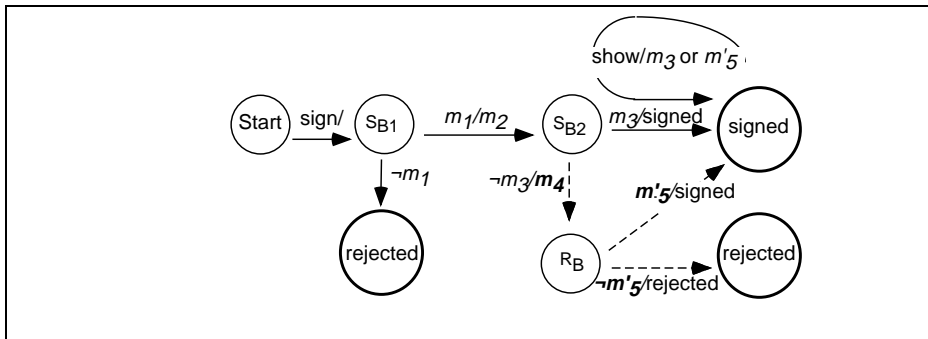 show/m3 or m'5
Start
sign/
SB1
m1/m2
SB2
m3/signed
signed
¬m1
¬m3/m4
m'5/signed
rejected
RB
¬m'5/rejected
rejected